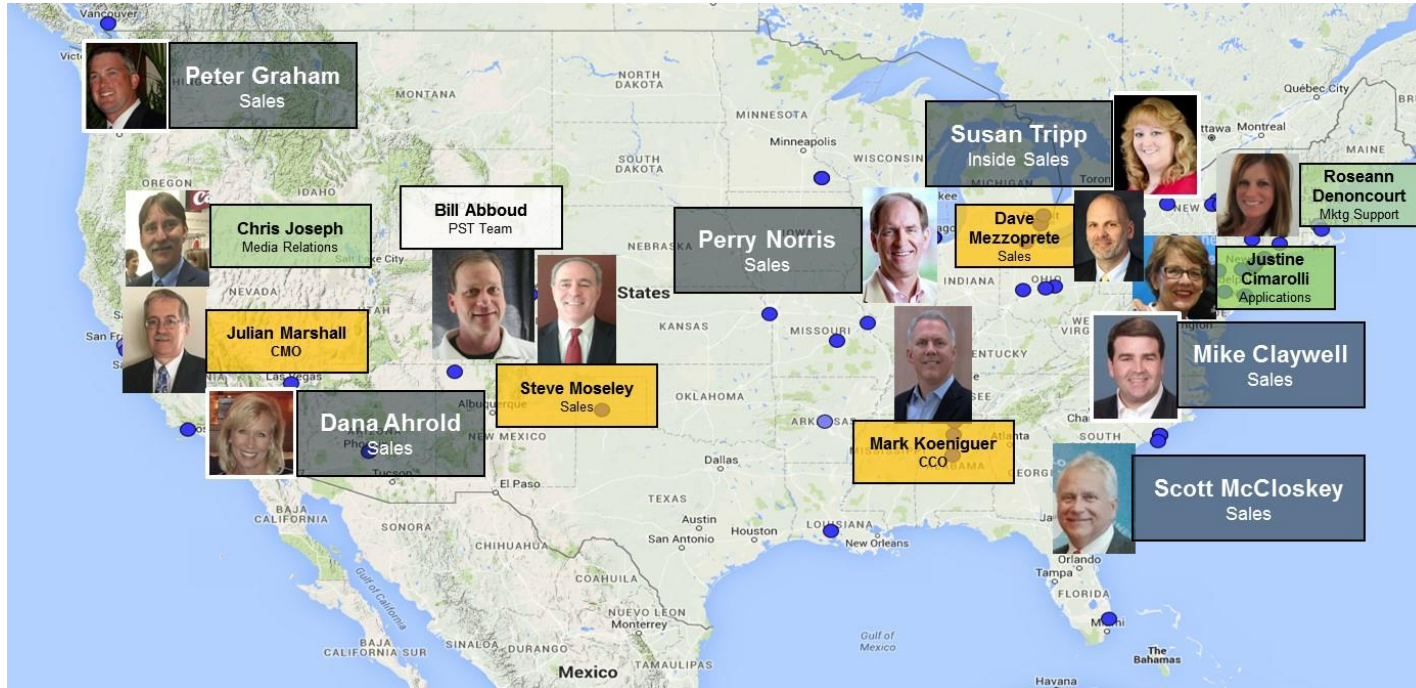 Vancouver
Peter Graham
Sales
NORTH
DAKOTA
MONTANA
MINNESOTA
Minneapolis
SOUTH
DAKOTA
WISCONSIN
MICHIGAN
Susan Tripp
Inside Sales
Québec City
Montreal
MAINE
OREGON
IDAHO
Chris Joseph
Media Relations
Bill Abboud
PST Team
Perry Norris
Sales
Dave
Mezzoprete
Sales
NEW
Roseann
Denoncourt
Mktg Support
Justine
Cimarolli
Applications
Salt Lake City
NEVADA
NEBRASKA
States
INDIANA
OHIO
Julian Marshall
CMO
KANSAS
MISSOURI
Mike Claywell
Sales
Las Vegas
Steve Moseley
Sales
OKLAHOMA
Dana Ahrold
Sales
NEW MEXICO
Tucson
Mark Koeniguer
CCO
Atlanta
SOUTH
Scott McCloskey
Sales
El Paso
Dallas
TEXAS
BAJA
CALIFORNIA
SONORA
CHIHUAHUA
Austin
San Antonio
Houston
LOUISIANA
New Orleans
Orlando
Tampa
FLORIDA
Miami
Gulf of California
COAHUILA
NUEVO LEON
Monterrey
BAJA
CALIFORNIA SUR
SINALOA
DURANGO
TAMAULIPAS
Mexico
Gulf of
Mexico
The
Bahamas
Havana